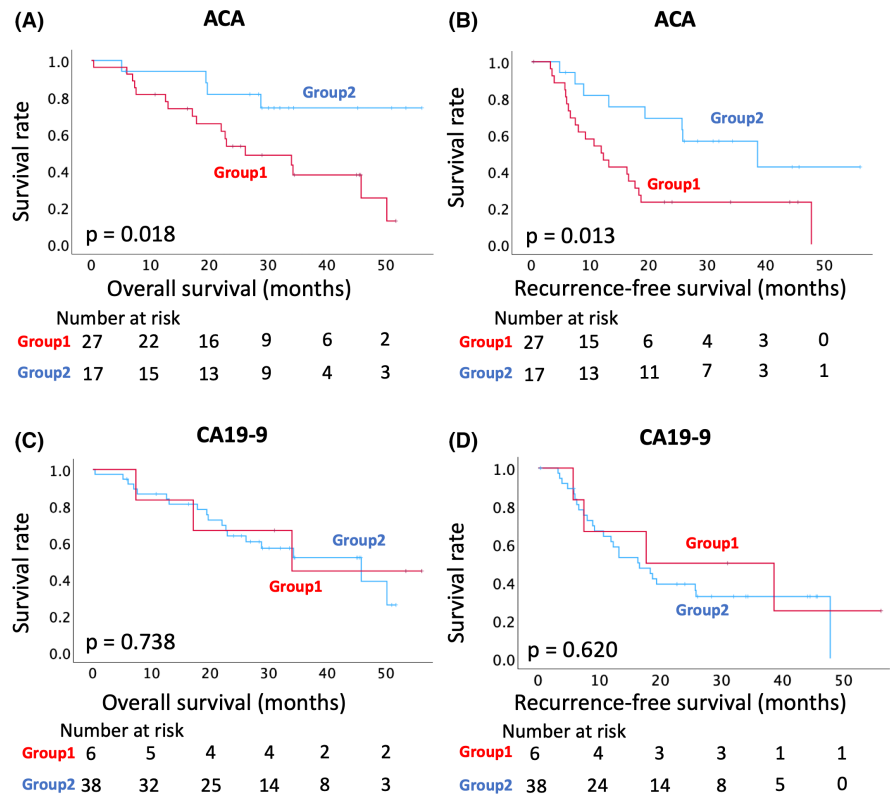 (A) ACA
1.0
0.8
0.6
0.4
0.2
0.0
Survival rate
Group2
Group1
p = 0.018
0 10 20 30 40 50
Overall survival (months)
Number at risk
Group1 27 22 16 9 6 2
Group2 17 15 13 9 4 3
(B) ACA
1.0
0.8
0.6
0.4
0.2
0.0
Survival rate
Group2
Group1
p = 0.013
0 10 20 30 40 50
Recurrence-free survival (months)
Number at risk
Group1 27 15 6 4 3 0
Group2 17 13 11 7 3 1
(C) CA19-9
1.0
0.8
0.6
0.4
0.2
0.0
Survival rate
Group2
Group1
p = 0.738
0 10 20 30 40 50
Overall survival (months)
Number at risk
Group1 6 5 4 4 2 2
Group2 38 32 25 14 8 3
(D) CA19-9
1.0
0.8
0.6
0.4
0.2
0.0
Survival rate
Group1
Group2
p = 0.620
0 10 20 30 40 50
Recurrence-free survival (months)
Number at risk
Group1 6 4 3 3 1 1
Group2 38 24 14 8 5 0